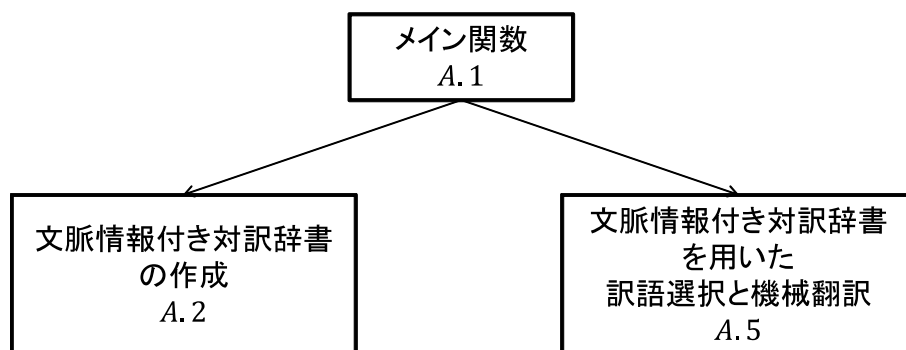 メイン関数
A.1
文脈情報付き対訳辞書
の作成
A.2
文脈情報付き対訳辞書
を用いた
訳語選択と機械翻訳
A.5